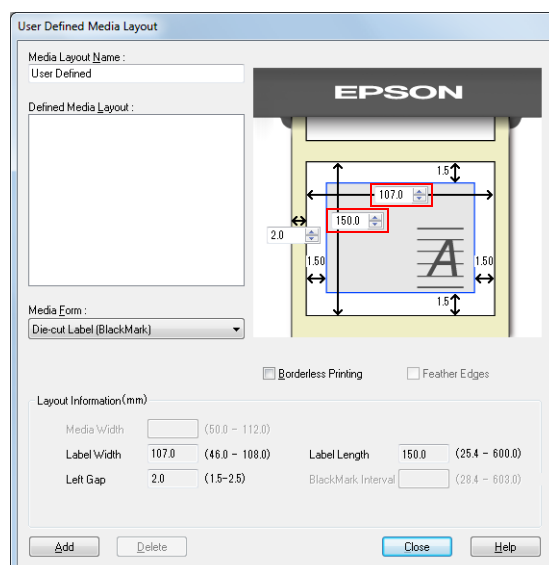 User Defined Media Layout
Media Layout Name :
User Defined
Defined Media Layout :
EPSON
1.5
107.0
150.0
2.0
1.50
1.50
A
1.5
Media Form :
Die-cut Label (BlackMark)
Borderless Printing
Feather Edges
Layout Information(mm)
Media Width (50.0 - 112.0)
Label Width 107.0 (46.0 - 108.0) Label Length 150.0 (25.4 - 600.0)
Left Gap 2.0 (1.5-2.5) BlackMark Interval (28.4 - 603.0)
Add Delete Close Help